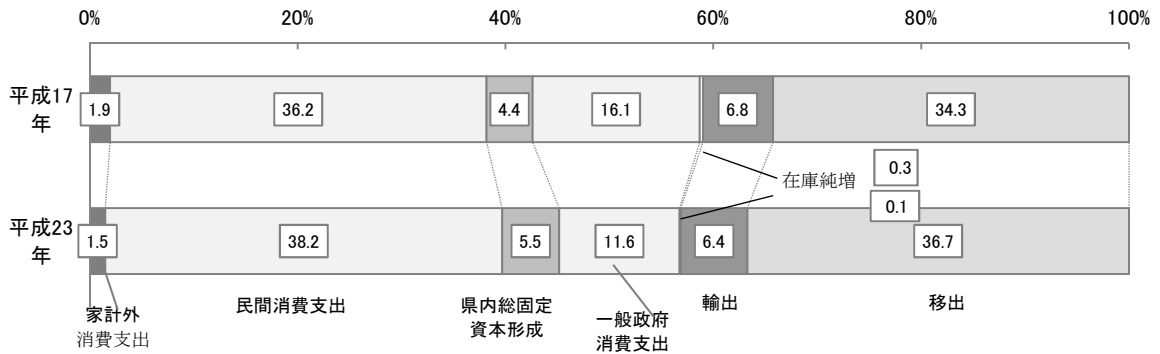 0% 20% 40% 60% 80% 100%
平成17
年
1.9 36.2 4.4 16.1 6.8 34.3
在庫純増
0.3
0.1
平成23
年
1.5 38.2 5.5 11.6 6.4 36.7
家計外
消費支出
民間消費支出
県内総固定
資本形成
一般政府
消費支出
輸出
移出